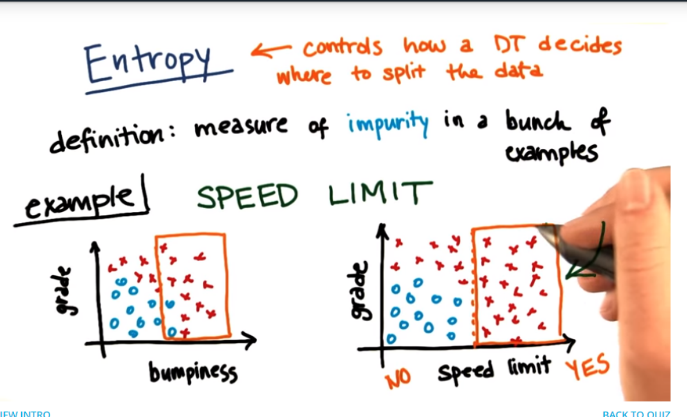 Entropy
← controls how a DT decides
where to split the data
definition: measure of impurity in a bunch of
examples
example
SPEED LIMIT
grade
bumpiness
grade
NO speed limit YES
IEW INTRO
BACK TO QUIZ